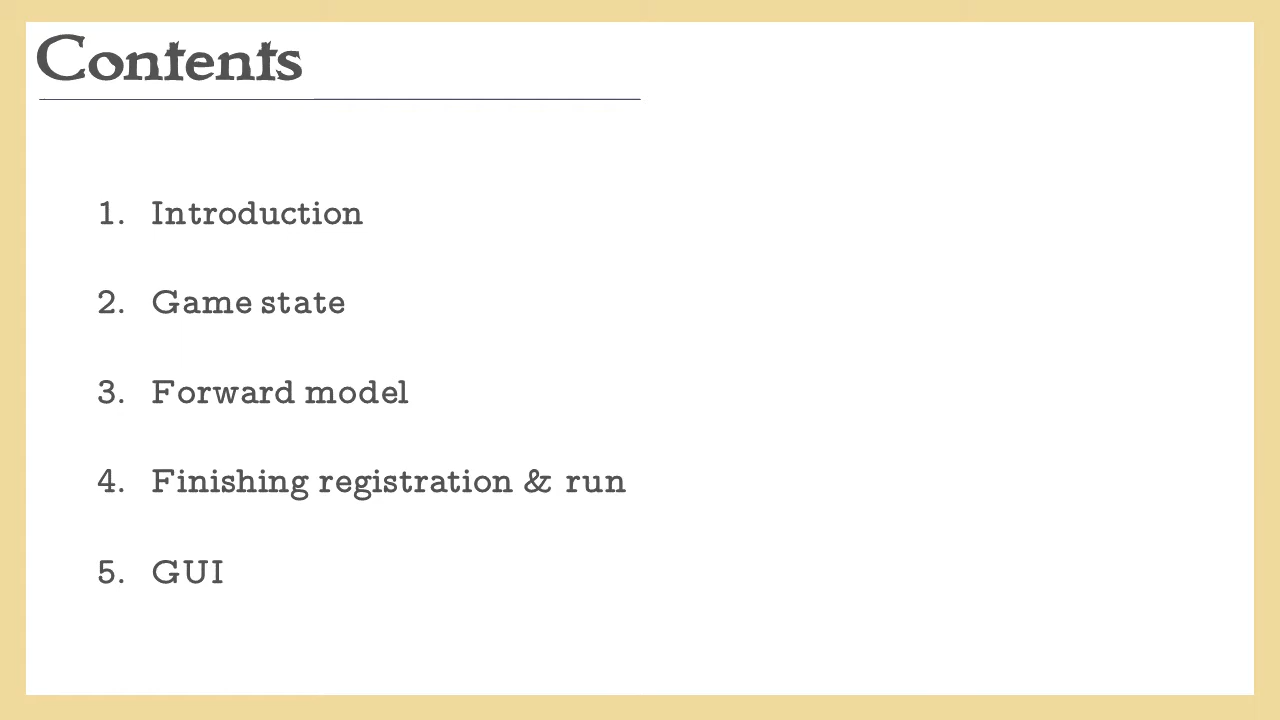 Contents
1. Introduction
2. Game state
3. Forward model
4. Finishing registration & run
5. GUI